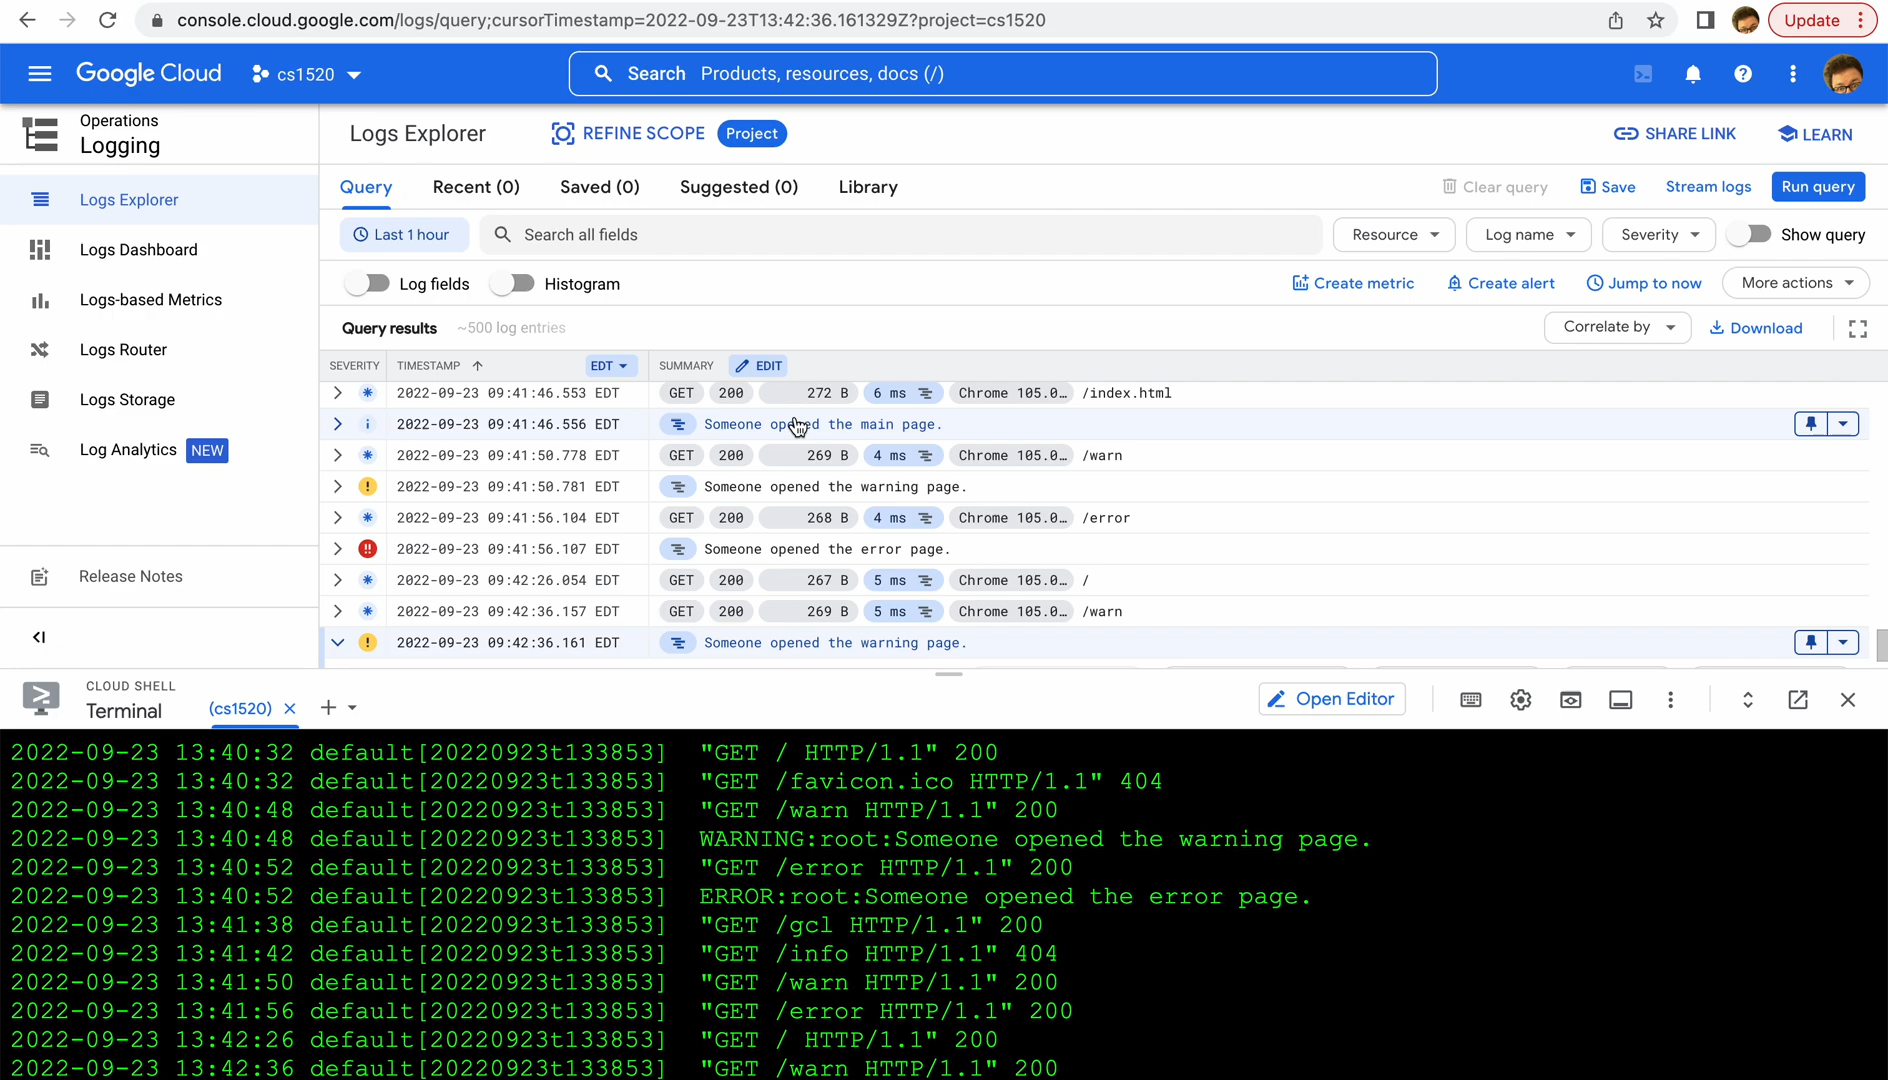 console.cloud.google.com/logs/query;cursorTimestamp=2022-09-23T13:42:36.161329Z?project=cs1520
Update
Google Cloud
cs1520
Search Products, resources, docs (/)
Operations
Logging
Logs Explorer
REFINE SCOPE
Project
SHARE LINK
LEARN
Logs Explorer
Logs Dashboard
Logs-based Metrics
Logs Router
Logs Storage
Log Analytics NEW
Release Notes
Query
Recent (0)
Saved (0)
Suggested (0)
Library
Clear query
Save
Stream logs
Run query
Last 1 hour
Search all fields
Resource
Log name
Severity
Show query
Log fields
Histogram
Create metric
Create alert
Jump to now
More actions
Query results ~500 log entries
Correlate by
Download
SEVERITY TIMESTAMP EDT SUMMARY EDIT
2022-09-23 09:41:46.553 EDT GET 200 272 B 6 ms Chrome 105.0… /index.html
2022-09-23 09:41:46.556 EDT Someone opened the main page.
2022-09-23 09:41:50.778 EDT GET 200 269 B 4 ms Chrome 105.0… /warn
2022-09-23 09:41:50.781 EDT Someone opened the warning page.
2022-09-23 09:41:56.104 EDT GET 200 268 B 4 ms Chrome 105.0… /error
2022-09-23 09:41:56.107 EDT Someone opened the error page.
2022-09-23 09:42:26.054 EDT GET 200 267 B 5 ms Chrome 105.0… /
2022-09-23 09:42:36.157 EDT GET 200 269 B 5 ms Chrome 105.0… /warn
2022-09-23 09:42:36.161 EDT Someone opened the warning page.
CLOUD SHELL
Terminal
(cs1520)
Open Editor
2022-09-23 13:40:32 default[20220923t133853] "GET / HTTP/1.1" 200
2022-09-23 13:40:32 default[20220923t133853] "GET /favicon.ico HTTP/1.1" 404
2022-09-23 13:40:48 default[20220923t133853] "GET /warn HTTP/1.1" 200
2022-09-23 13:40:48 default[20220923t133853] WARNING:root:Someone opened the warning page.
2022-09-23 13:40:52 default[20220923t133853] "GET /error HTTP/1.1" 200
2022-09-23 13:40:52 default[20220923t133853] ERROR:root:Someone opened the error page.
2022-09-23 13:41:38 default[20220923t133853] "GET /gcl HTTP/1.1" 200
2022-09-23 13:41:42 default[20220923t133853] "GET /info HTTP/1.1" 404
2022-09-23 13:41:50 default[20220923t133853] "GET /warn HTTP/1.1" 200
2022-09-23 13:41:56 default[20220923t133853] "GET /error HTTP/1.1" 200
2022-09-23 13:42:26 default[20220923t133853] "GET / HTTP/1.1" 200
2022-09-23 13:42:36 default[20220923t133853] "GET /warn HTTP/1.1" 200